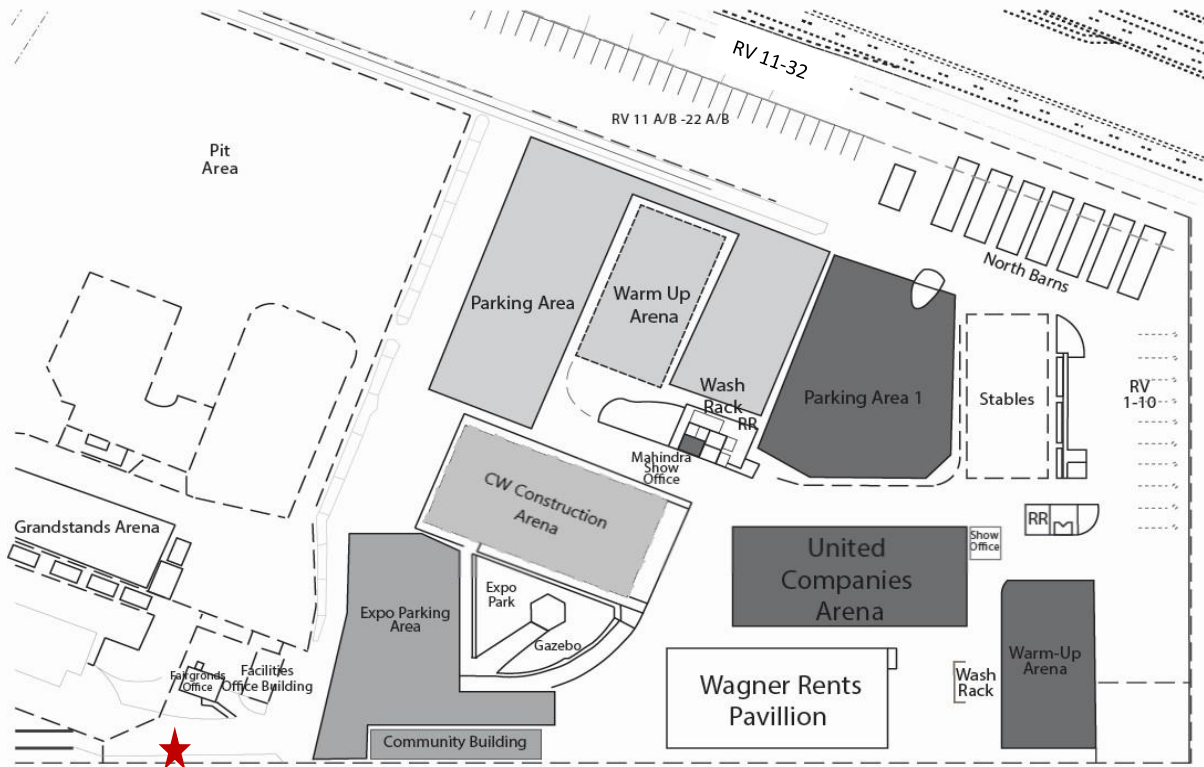 RV 11-32
RV 11 A/B -22 A/B
Pit
Area
North Barns
Parking Area
Warm Up
Arena
Wash
Rack
RR
Parking Area 1
Stables
RV
1-10
Mahindra
Show
Office
CW Construction
Arena
Grandstands Arena
RR
Show
Office
United
Companies
Arena
Expo
Park
Expo Parking
Area
Gazebo
Warm-Up
Arena
Fairgronds
Office
Facilities
Office Building
Wash
Rack
Wagner Rents
Pavillion
Community Building